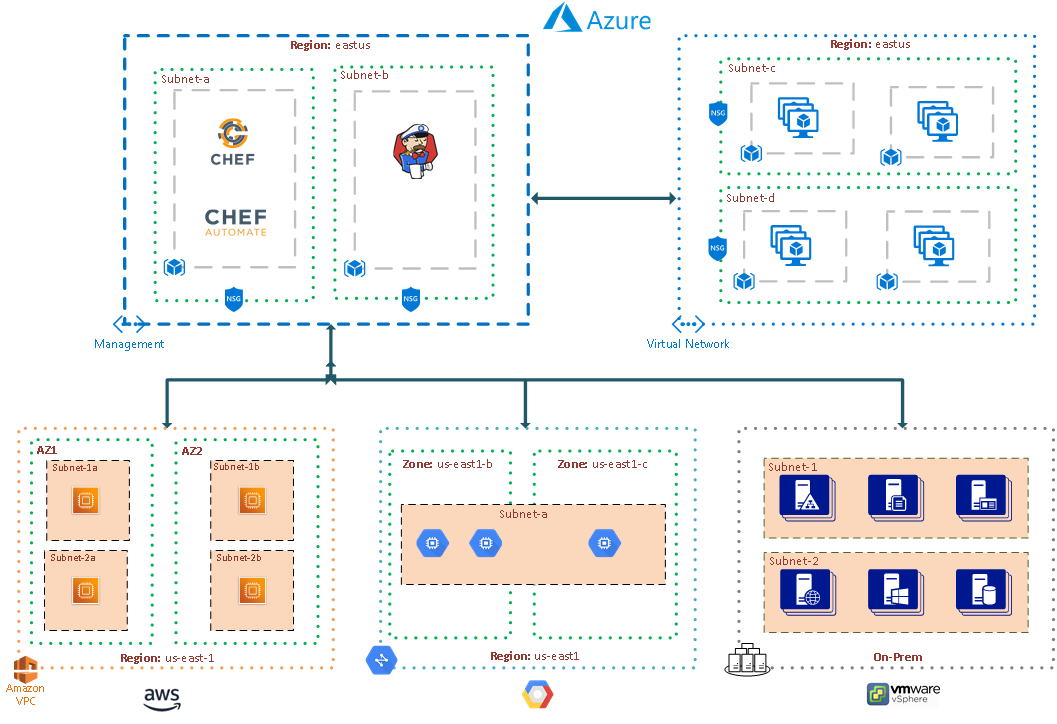 Azure
Region: eastus
Subnet-a
CHEF
CHEF
AUTOMATE
NSG
Subnet-b
NSG
Management
Region: eastus
Subnet-c
NSG
Subnet-d
NSG
Virtual Network
AZ1
Subnet-1a
Subnet-2a
AZ2
Subnet-1b
Subnet-2b
Region: us-east-1
Amazon
VPC
aws
Zone: us-east1-b
Zone: us-east1-c
Subnet-a
Region: us-east1
Subnet-1
Subnet-2
On-Prem
vmware
vSphere